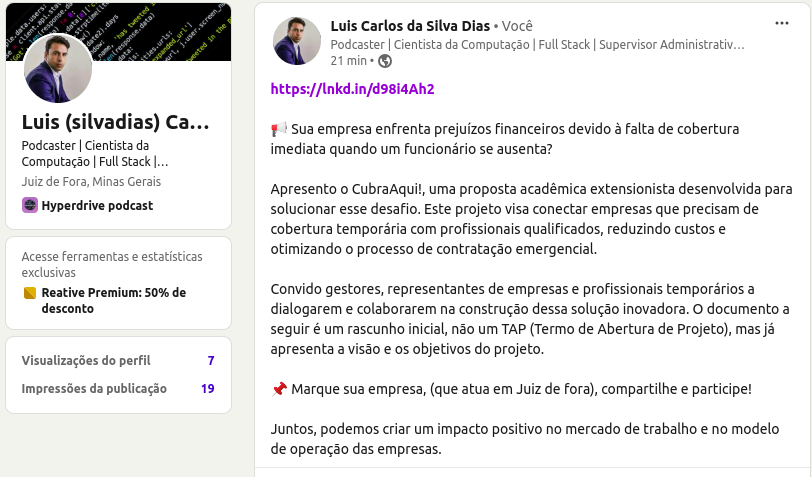 Luis (silvadias) Ca...
Podcaster | Cientista da
Computação | Full Stack |...
Juiz de Fora, Minas Gerais
Hyperdrive podcast
Acesse ferramentas e estatísticas
exclusivas
Reative Premium: 50% de
desconto
Visualizações do perfil 7
Impressões da publicação 19
Luis Carlos da Silva Dias • Você
Podcaster | Cientista da Computação | Full Stack | Supervisor Administrativ...
21 min •
https://lnkd.in/d98i4Ah2
📢 Sua empresa enfrenta prejuízos financeiros devido à falta de cobertura
imediata quando um funcionário se ausenta?
Apresento o CubraAqui!, uma proposta acadêmica extensionista desenvolvida para
solucionar esse desafio. Este projeto visa conectar empresas que precisam de
cobertura temporária com profissionais qualificados, reduzindo custos e
otimizando o processo de contratação emergencial.
Convido gestores, representantes de empresas e profissionais temporários a
dialogarem e colaborarem na construção dessa solução inovadora. O documento a
seguir é um rascunho inicial, não um TAP (Termo de Abertura de Projeto), mas já
apresenta a visão e os objetivos do projeto.
📌 Marque sua empresa, (que atua em Juiz de fora), compartilhe e participe!
Juntos, podemos criar um impacto positivo no mercado de trabalho e no modelo
de operação das empresas.